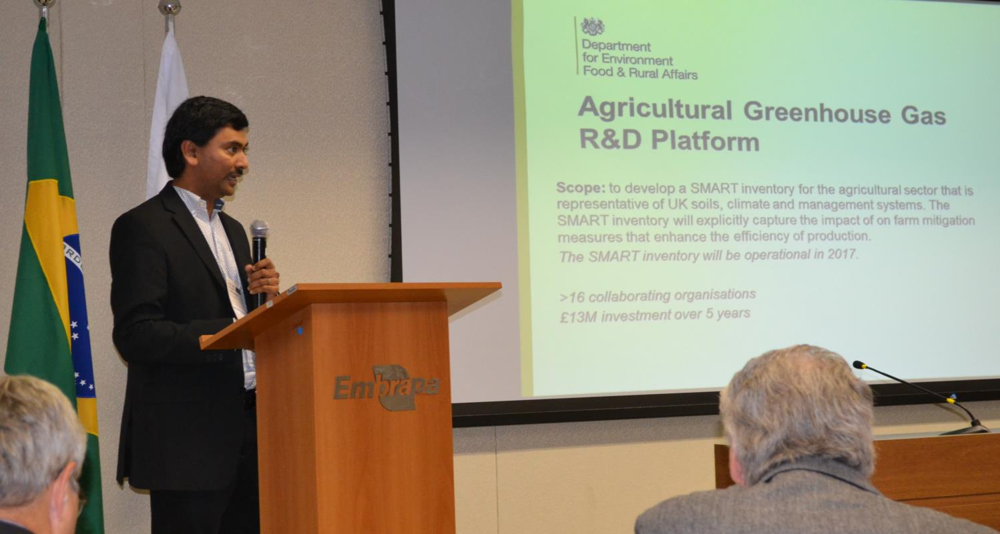 Department
for Environment
Food & Rural Affairs
Agricultural Greenhouse Gas
R&D Platform
Scope: to develop a SMART inventory for the agricultural sector that is
representative of UK soils, climate and management systems. The
SMART inventory will explicitly capture the impact of on farm mitigation
measures that enhance the efficiency of production.
The SMART inventory will be operational in 2017.
>16 collaborating organisations
£13M investment over 5 years
Embrapa